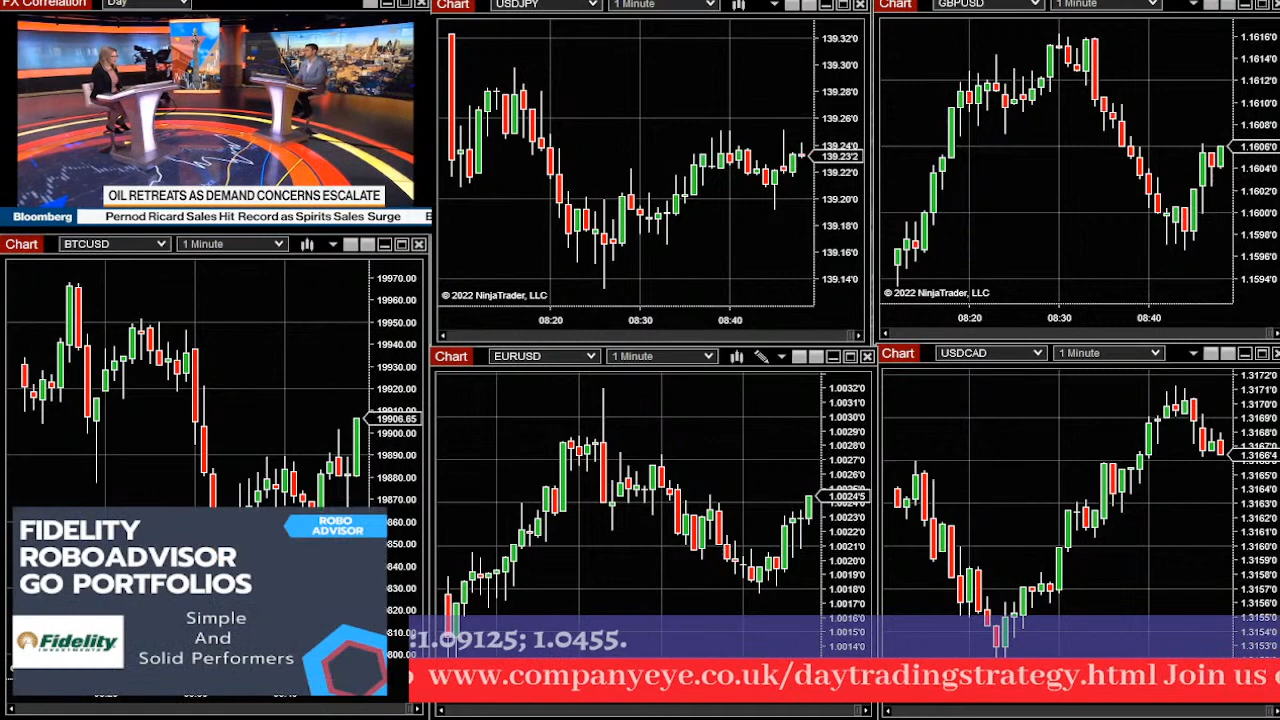 FX Correlation
Day
OIL RETREATS AS DEMAND CONCERNS ESCALATE
Bloomberg
Pernod Ricard Sales Hit Record as Spirits Sales Surge
Chart
USDJPY
1 Minute
139.32'0
139.30'0
139.28'0
139.26'0
139.24'0
139.23'2
139.22'0
139.20'0
139.18'0
139.16'0
139.14'0
© 2022 NinjaTrader, LLC
08:20
08:30
08:40
Chart
GBPUSD
1 Minute
1.1616'0
1.1614'0
1.1612'0
1.1610'0
1.1608'0
1.1606'0
1.1604'0
1.1602'0
1.1600'0
1.1598'0
1.1596'0
1.1594'0
© 2022 NinjaTrader, LLC
08:20
08:30
08:40
Chart
BTCUSD
1 Minute
19970.00
19960.00
19950.00
19940.00
19930.00
19920.00
19910.00
19906.65
19900.00
19890.00
19880.00
19870.00
FIDELITY
ROBOADVISOR
GO PORTFOLIOS
ROBO
ADVISOR
Simple
And
Solid Performers
Fidelity
INVESTMENTS
Chart
EURUSD
1 Minute
1.0032'0
1.0030'0
1.0029'0
1.0028'0
1.0027'0
1.0026'0
1.0025'0
1.0024'5
1.0023'0
1.0022'0
1.0021'0
1.0020'0
1.0019'0
1.0018'0
1.0016'0
1.0015'0
1.0014'0
Chart
USDCAD
1 Minute
1.3172'0
1.3171'0
1.3170'0
1.3168'0
1.3167'0
1.3166'4
1.3165'0
1.3163'0
1.3162'0
1.3161'0
1.3159'0
1.3158'0
1.3157'0
1.3155'0
1.3154'0
1.3153'0
:1.09125; 1.0455.
www.companyeye.co.uk/daytradingstrategy.html Join us